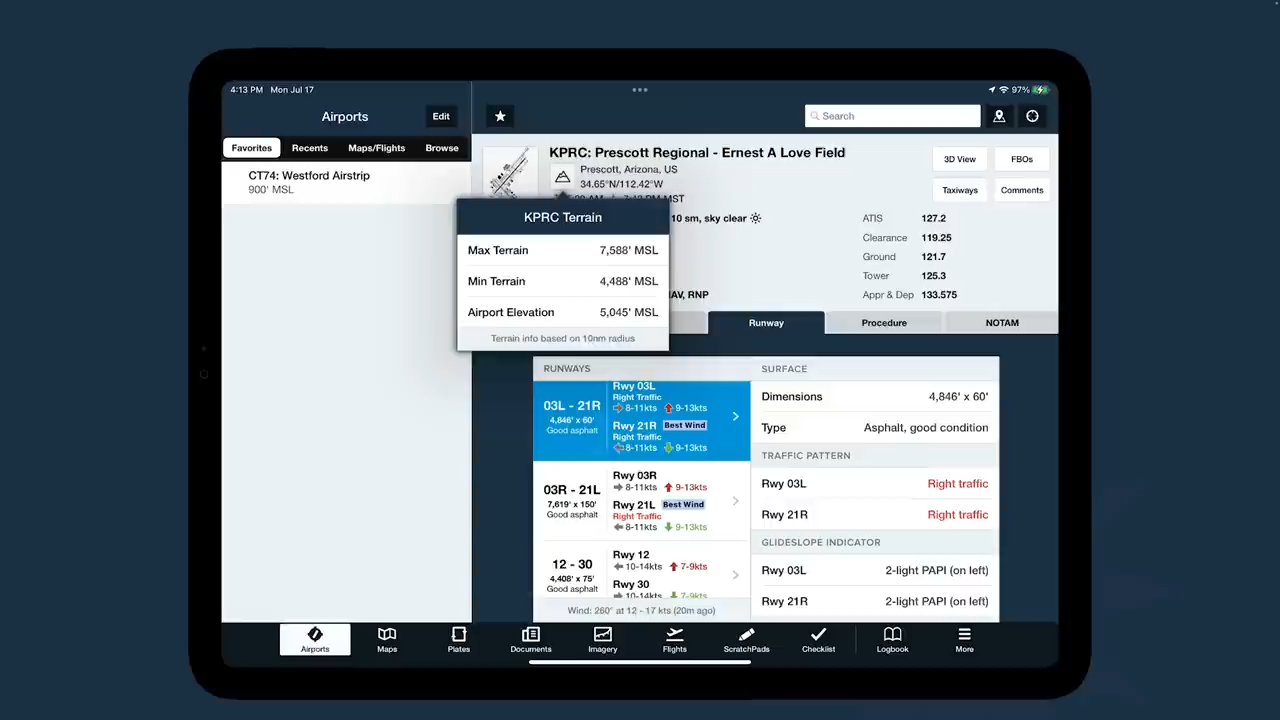 4:13 PM Mon Jul 17
97%
Airports
Edit
Search
Favorites
Recents
Maps/Flights
Browse
CT74: Westford Airstrip
900' MSL
KPRC: Prescott Regional - Ernest A Love Field
Prescott, Arizona, US
34.65°N/112.42°W
MST
3D View
FBOs
Taxiways
Comments
KPRC Terrain
Max Terrain 7,588' MSL
Min Terrain 4,488' MSL
Airport Elevation 5,045' MSL
Terrain info based on 10nm radius
10 sm, sky clear
AV, RNP
ATIS 127.2
Clearance 119.25
Ground 121.7
Tower 125.3
Appr & Dep 133.575
Runway
Procedure
NOTAM
RUNWAYS
03L - 21R
4,846' x 60'
Good asphalt
Rwy 03L
Right Traffic
8-11kts 9-13kts
Rwy 21R Best Wind
Right Traffic
8-11kts 9-13kts
03R - 21L
7,619' x 150'
Good asphalt
Rwy 03R
8-11kts 9-13kts
Rwy 21L Best Wind
Right Traffic
8-11kts 9-13kts
12 - 30
4,408' x 75'
Good asphalt
Rwy 12
10-14kts 7-9kts
Rwy 30
10-14kts 7-9kts
Wind: 260° at 12 - 17 kts (20m ago)
SURFACE
Dimensions 4,846' x 60'
Type Asphalt, good condition
TRAFFIC PATTERN
Rwy 03L Right traffic
Rwy 21R Right traffic
GLIDESLOPE INDICATOR
Rwy 03L 2-light PAPI (on left)
Rwy 21R 2-light PAPI (on left)
Airports
Maps
Plates
Documents
Imagery
Flights
ScratchPads
Checklist
Logbook
More